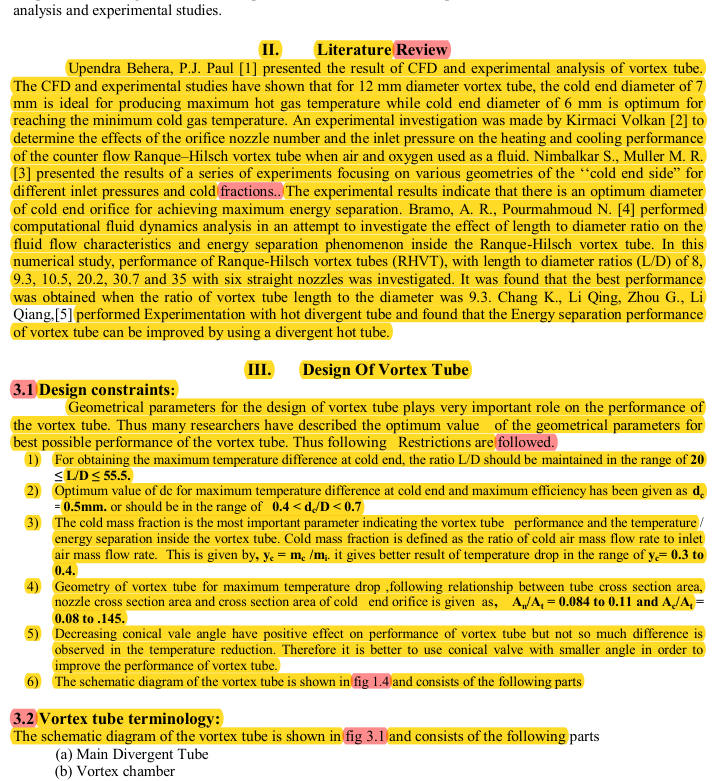 analysis and experimental studies.
II. Literature Review
Upendra Behera, P.J. Paul [1] presented the result of CFD and experimental analysis of vortex tube.
The CFD and experimental studies have shown that for 12 mm diameter vortex tube, the cold end diameter of 7
mm is ideal for producing maximum hot gas temperature while cold end diameter of 6 mm is optimum for
reaching the minimum cold gas temperature. An experimental investigation was made by Kirmaci Volkan [2] to
determine the effects of the orifice nozzle number and the inlet pressure on the heating and cooling performance
of the counter flow Ranque–Hilsch vortex tube when air and oxygen used as a fluid. Nimbalkar S., Muller M. R.
[3] presented the results of a series of experiments focusing on various geometries of the ‘‘cold end side” for
different inlet pressures and cold fractions.. The experimental results indicate that there is an optimum diameter
of cold end orifice for achieving maximum energy separation. Bramo, A. R., Pourmahmoud N. [4] performed
computational fluid dynamics analysis in an attempt to investigate the effect of length to diameter ratio on the
fluid flow characteristics and energy separation phenomenon inside the Ranque-Hilsch vortex tube. In this
numerical study, performance of Ranque-Hilsch vortex tubes (RHVT), with length to diameter ratios (L/D) of 8,
9.3, 10.5, 20.2, 30.7 and 35 with six straight nozzles was investigated. It was found that the best performance
was obtained when the ratio of vortex tube length to the diameter was 9.3. Chang K., Li Qing, Zhou G., Li
Qiang,[5] performed Experimentation with hot divergent tube and found that the Energy separation performance
of vortex tube can be improved by using a divergent hot tube.
III. Design Of Vortex Tube
3.1 Design constraints:
Geometrical parameters for the design of vortex tube plays very important role on the performance of
the vortex tube. Thus many researchers have described the optimum value of the geometrical parameters for
best possible performance of the vortex tube. Thus following Restrictions are followed.
1) For obtaining the maximum temperature difference at cold end, the ratio L/D should be maintained in the range of 20
≤ L/D ≤ 55.5.
2) Optimum value of dc for maximum temperature difference at cold end and maximum efficiency has been given as dc
= 0.5mm. or should be in the range of 0.4 < dc/D < 0.7
3) The cold mass fraction is the most important parameter indicating the vortex tube performance and the temperature /
energy separation inside the vortex tube. Cold mass fraction is defined as the ratio of cold air mass flow rate to inlet
air mass flow rate. This is given by, yc = mc /mi. it gives better result of temperature drop in the range of yc= 0.3 to
0.4.
4) Geometry of vortex tube for maximum temperature drop ,following relationship between tube cross section area,
nozzle cross section area and cross section area of cold end orifice is given as, An/At = 0.084 to 0.11 and Ac/At =
0.08 to .145.
5) Decreasing conical vale angle have positive effect on performance of vortex tube but not so much difference is
observed in the temperature reduction. Therefore it is better to use conical valve with smaller angle in order to
improve the performance of vortex tube.
6) The schematic diagram of the vortex tube is shown in fig 1.4 and consists of the following parts
3.2 Vortex tube terminology:
The schematic diagram of the vortex tube is shown in fig 3.1 and consists of the following parts
(a) Main Divergent Tube
(b) Vortex chamber